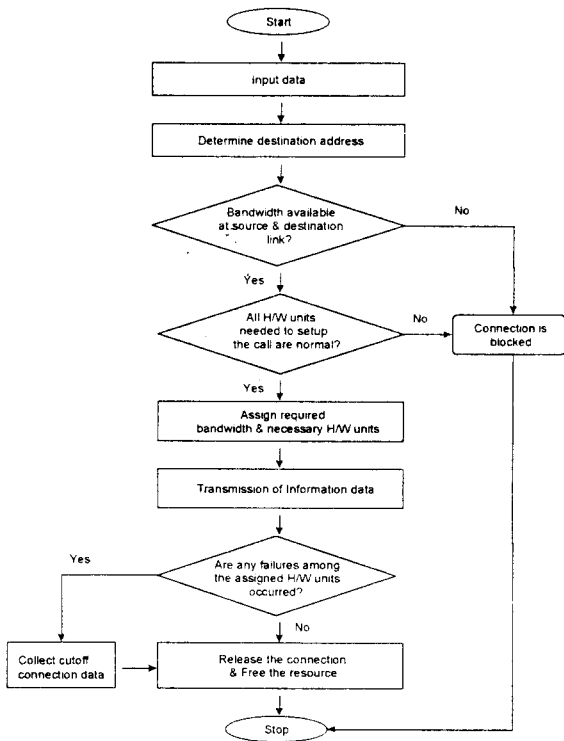 Start
Input data
Determine destination address
Bandwidth available
at source & destination
link?
No
Yes
All H/W units
needed to setup
the call are normal?
No
Connection is
blocked
Yes
Assign required
bandwidth & necessary H/W units
Transmission of Information data
Yes
Are any failures among
the assigned H/W units
occurred?
No
Collect cutoff
connection data
Release the connection
& Free the resource
Stop